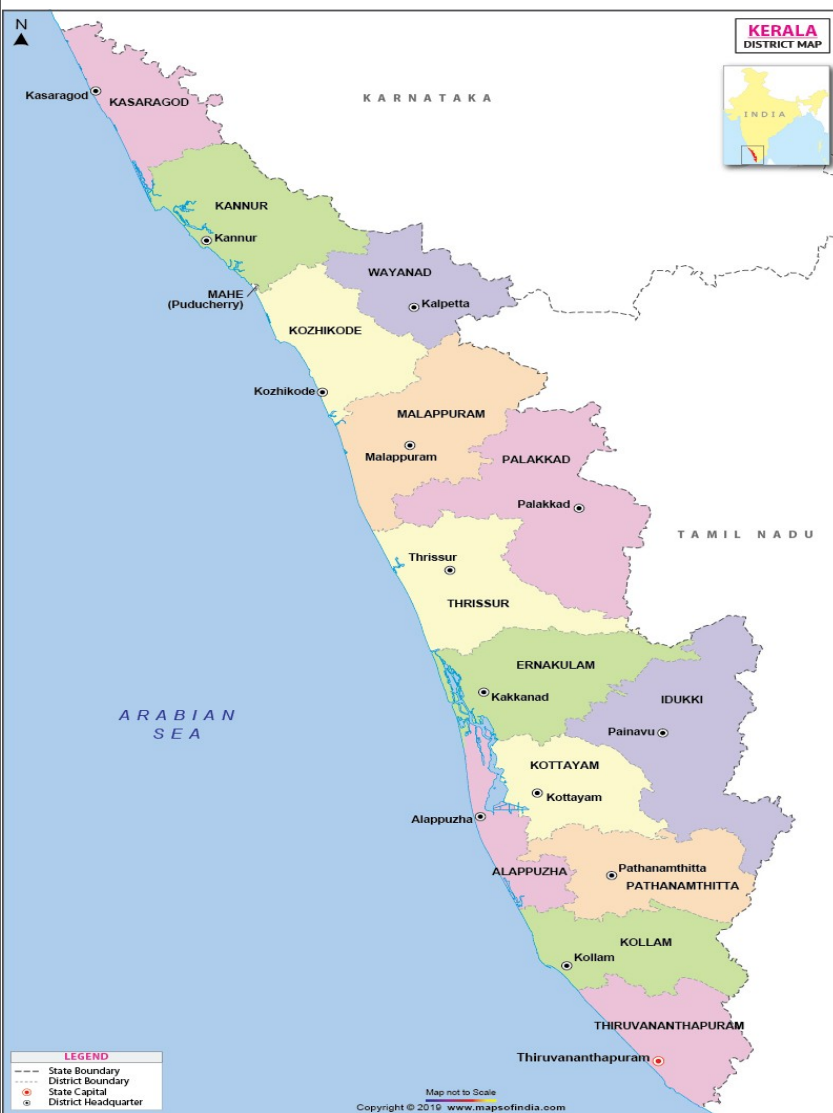 N
KERALA
DISTRICT MAP
INDIA
KARNATAKA
Kasaragod
KASARAGOD
KANNUR
Kannur
WAYANAD
Kalpetta
MAHE
(Puducherry)
KOZHIKODE
Kozhikode
MALAPPURAM
Malappuram
PALAKKAD
Palakkad
TAMIL NADU
Thrissur
THRISSUR
ERNAKULAM
Kakkanad
IDUKKI
Painavu
ARABIAN
SEA
KOTTAYAM
Kottayam
Alappuzha
ALAPPUZHA
Pathanamthitta
PATHANAMTHITTA
KOLLAM
Kollam
THIRUVANANTHAPURAM
Thiruvananthapuram
LEGEND
State Boundary
District Boundary
State Capital
District Headquarter
Map not to Scale
Copyright © 2019 www.mapsofindia.com